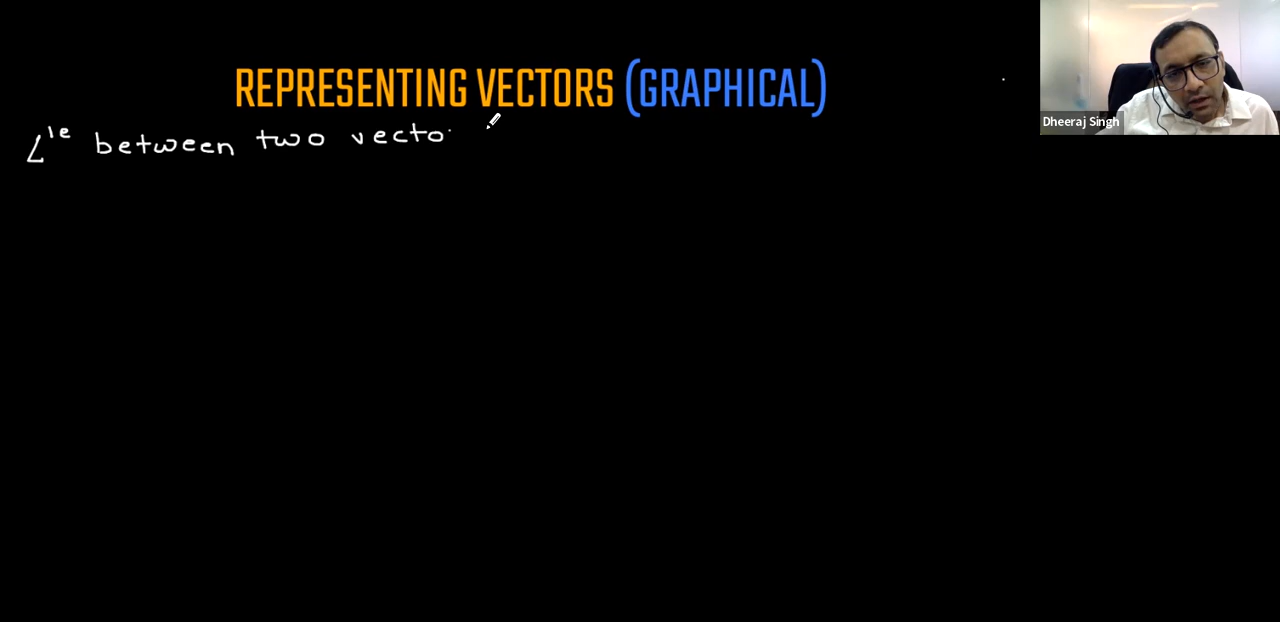 REPRESENTING VECTORS (GRAPHICAL)
∠le between two vecto
Dheeraj Singh